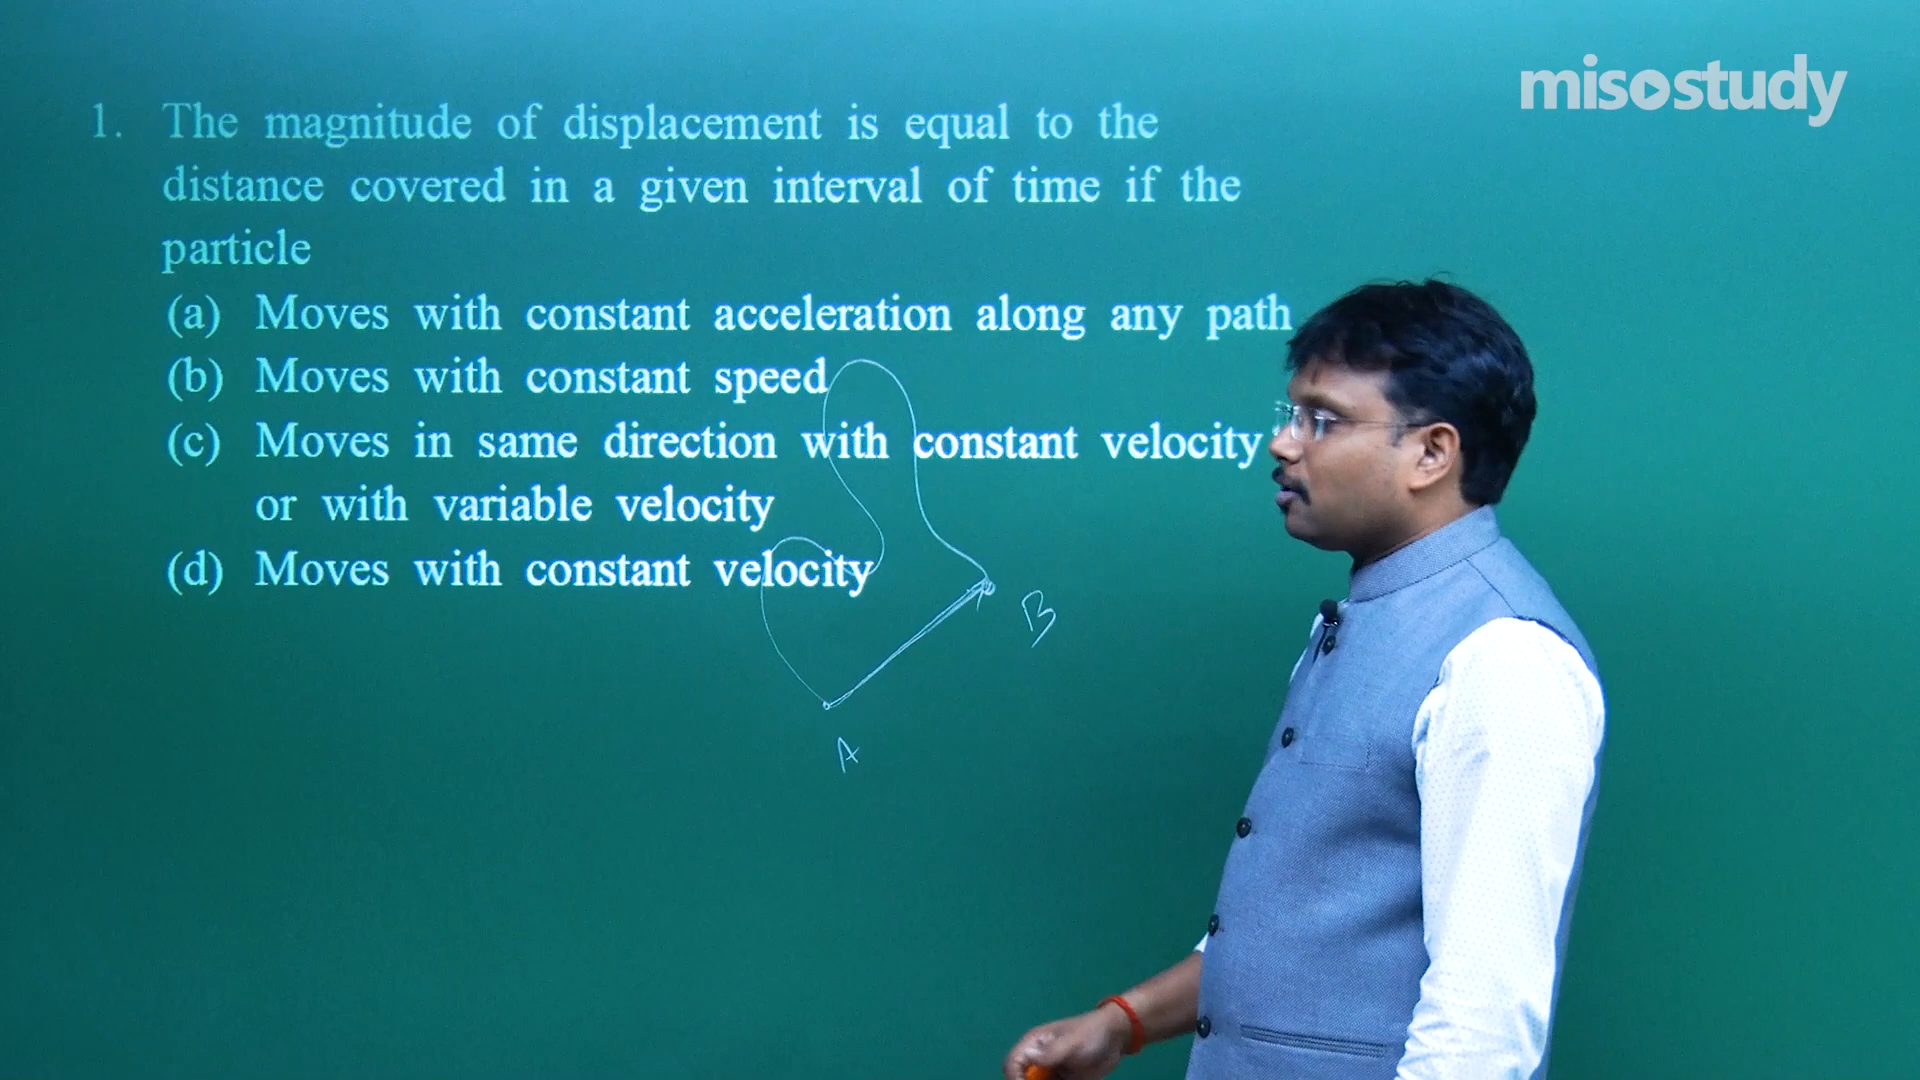 misostudy
1. The magnitude of displacement is equal to the
distance covered in a given interval of time if the
particle
(a) Moves with constant acceleration along any path
(b) Moves with constant speed
(c) Moves in same direction with constant velocity
or with variable velocity
(d) Moves with constant velocity
B
A